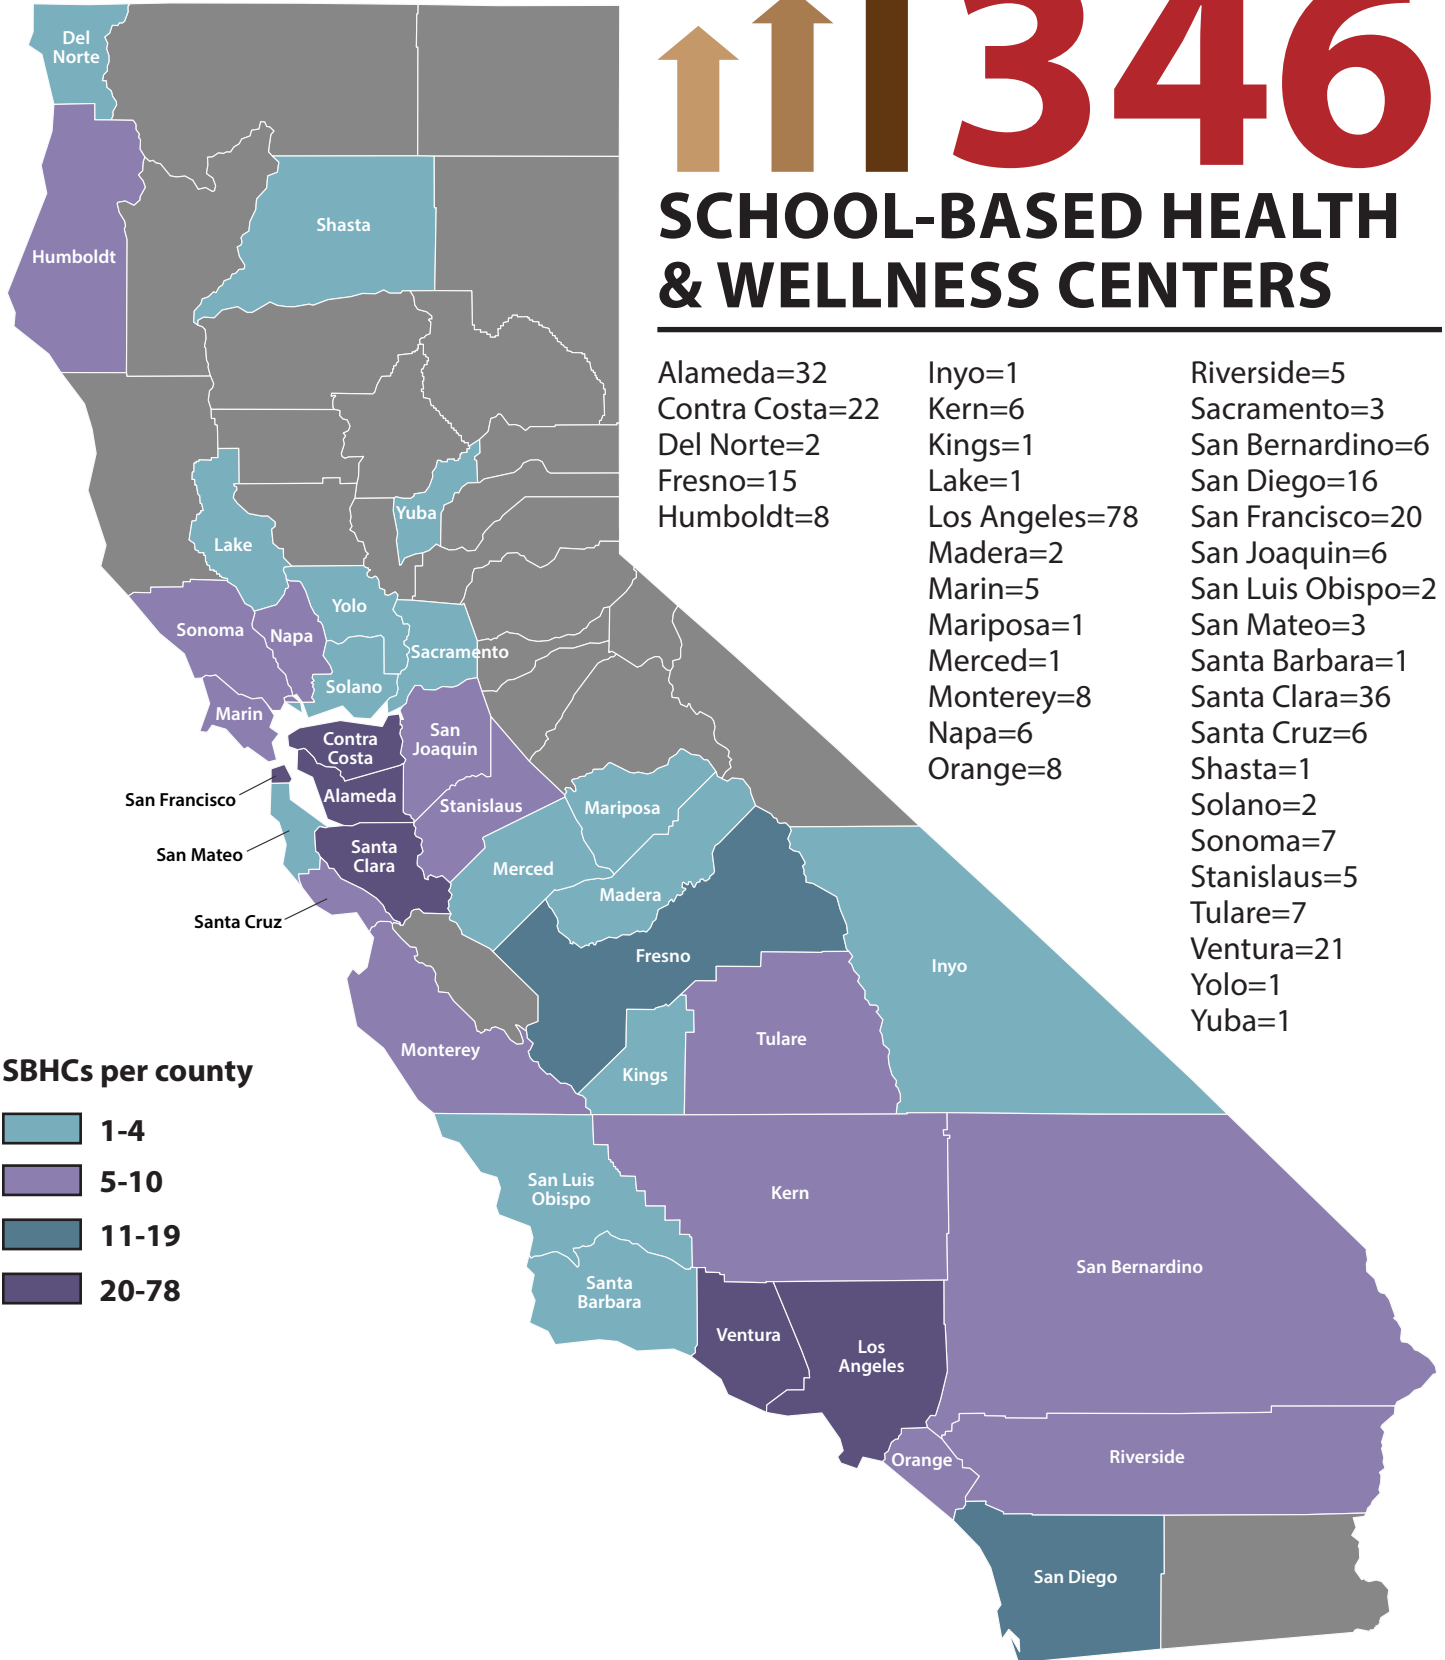 346
SCHOOL-BASED HEALTH
& WELLNESS CENTERS
Alameda=32
Contra Costa=22
Del Norte=2
Fresno=15
Humboldt=8
Inyo=1
Kern=6
Kings=1
Lake=1
Los Angeles=78
Madera=2
Marin=5
Mariposa=1
Merced=1
Monterey=8
Napa=6
Orange=8
Riverside=5
Sacramento=3
San Bernardino=6
San Diego=16
San Francisco=20
San Joaquin=6
San Luis Obispo=2
San Mateo=3
Santa Barbara=1
Santa Clara=36
Santa Cruz=6
Shasta=1
Solano=2
Sonoma=7
Stanislaus=5
Tulare=7
Ventura=21
Yolo=1
Yuba=1
Del
Norte
Humboldt
Shasta
Yuba
Lake
Yolo
Sonoma
Napa
Sacramento
Solano
Marin
Contra
Costa
San
Joaquin
San Francisco
Alameda
Stanislaus
Mariposa
San Mateo
Santa
Clara
Merced
Madera
Santa Cruz
Fresno
Inyo
Monterey
Tulare
Kings
SBHCs per county
1-4
5-10
11-19
20-78
San Luis
Obispo
Kern
San Bernardino
Santa
Barbara
Ventura
Los
Angeles
Orange
Riverside
San Diego